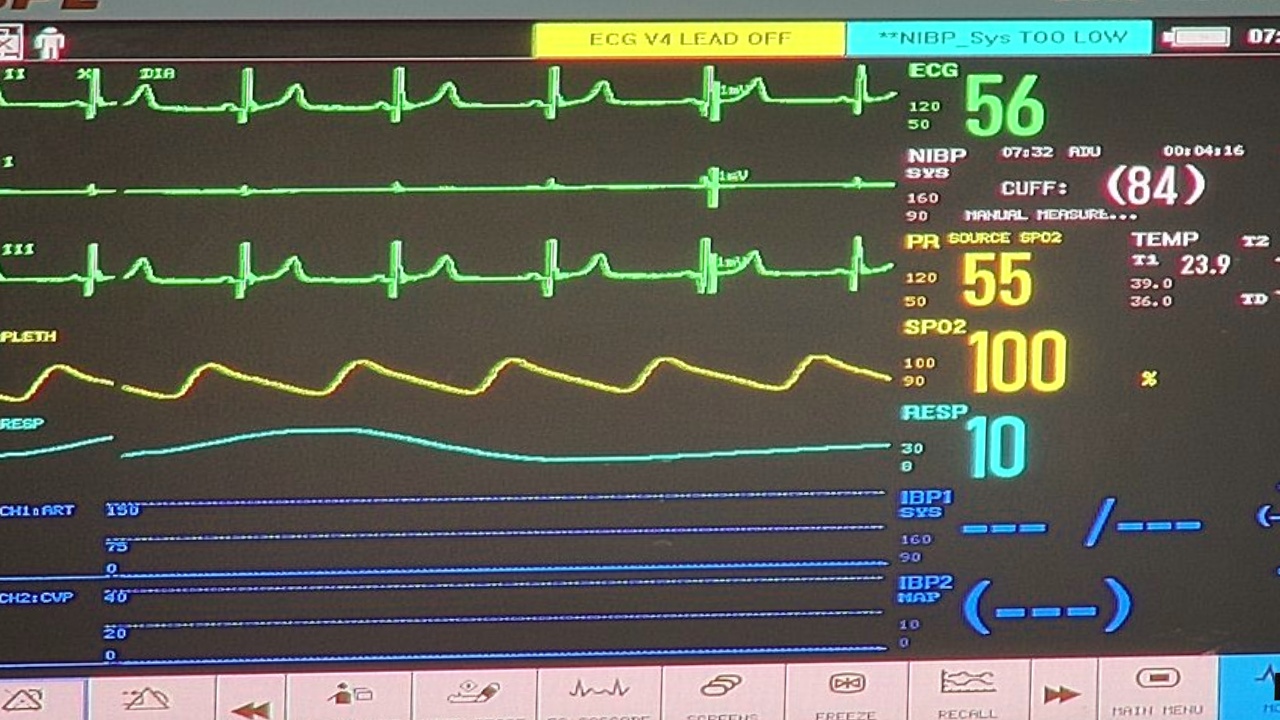 ECG V4 LEAD OFF
**NIBP_Sys TOO LOW
07:
II X DIA
1mV
ECG
120
50
56
I
1mV
NIBP 07:32 ADU 00:04:16
SYS
160
90
CUFF: (84)
MANUAL MEASURE...
III
1mV
PR SOURCE SPO2
120
50
55
TEMP T2
T1 23.9
39.0
36.0
TD
PLETH
SPO2
100
90
100 %
RESP
RESP
30
8
10
CH1:ART
150
75
0
IBP1
SYS
160
90
--- /---
(-
CH2:CVP
40
20
0
IBP2
MAP
10
0
(---)
SCREENS
FREEZE
RECALL
MAIN MENU